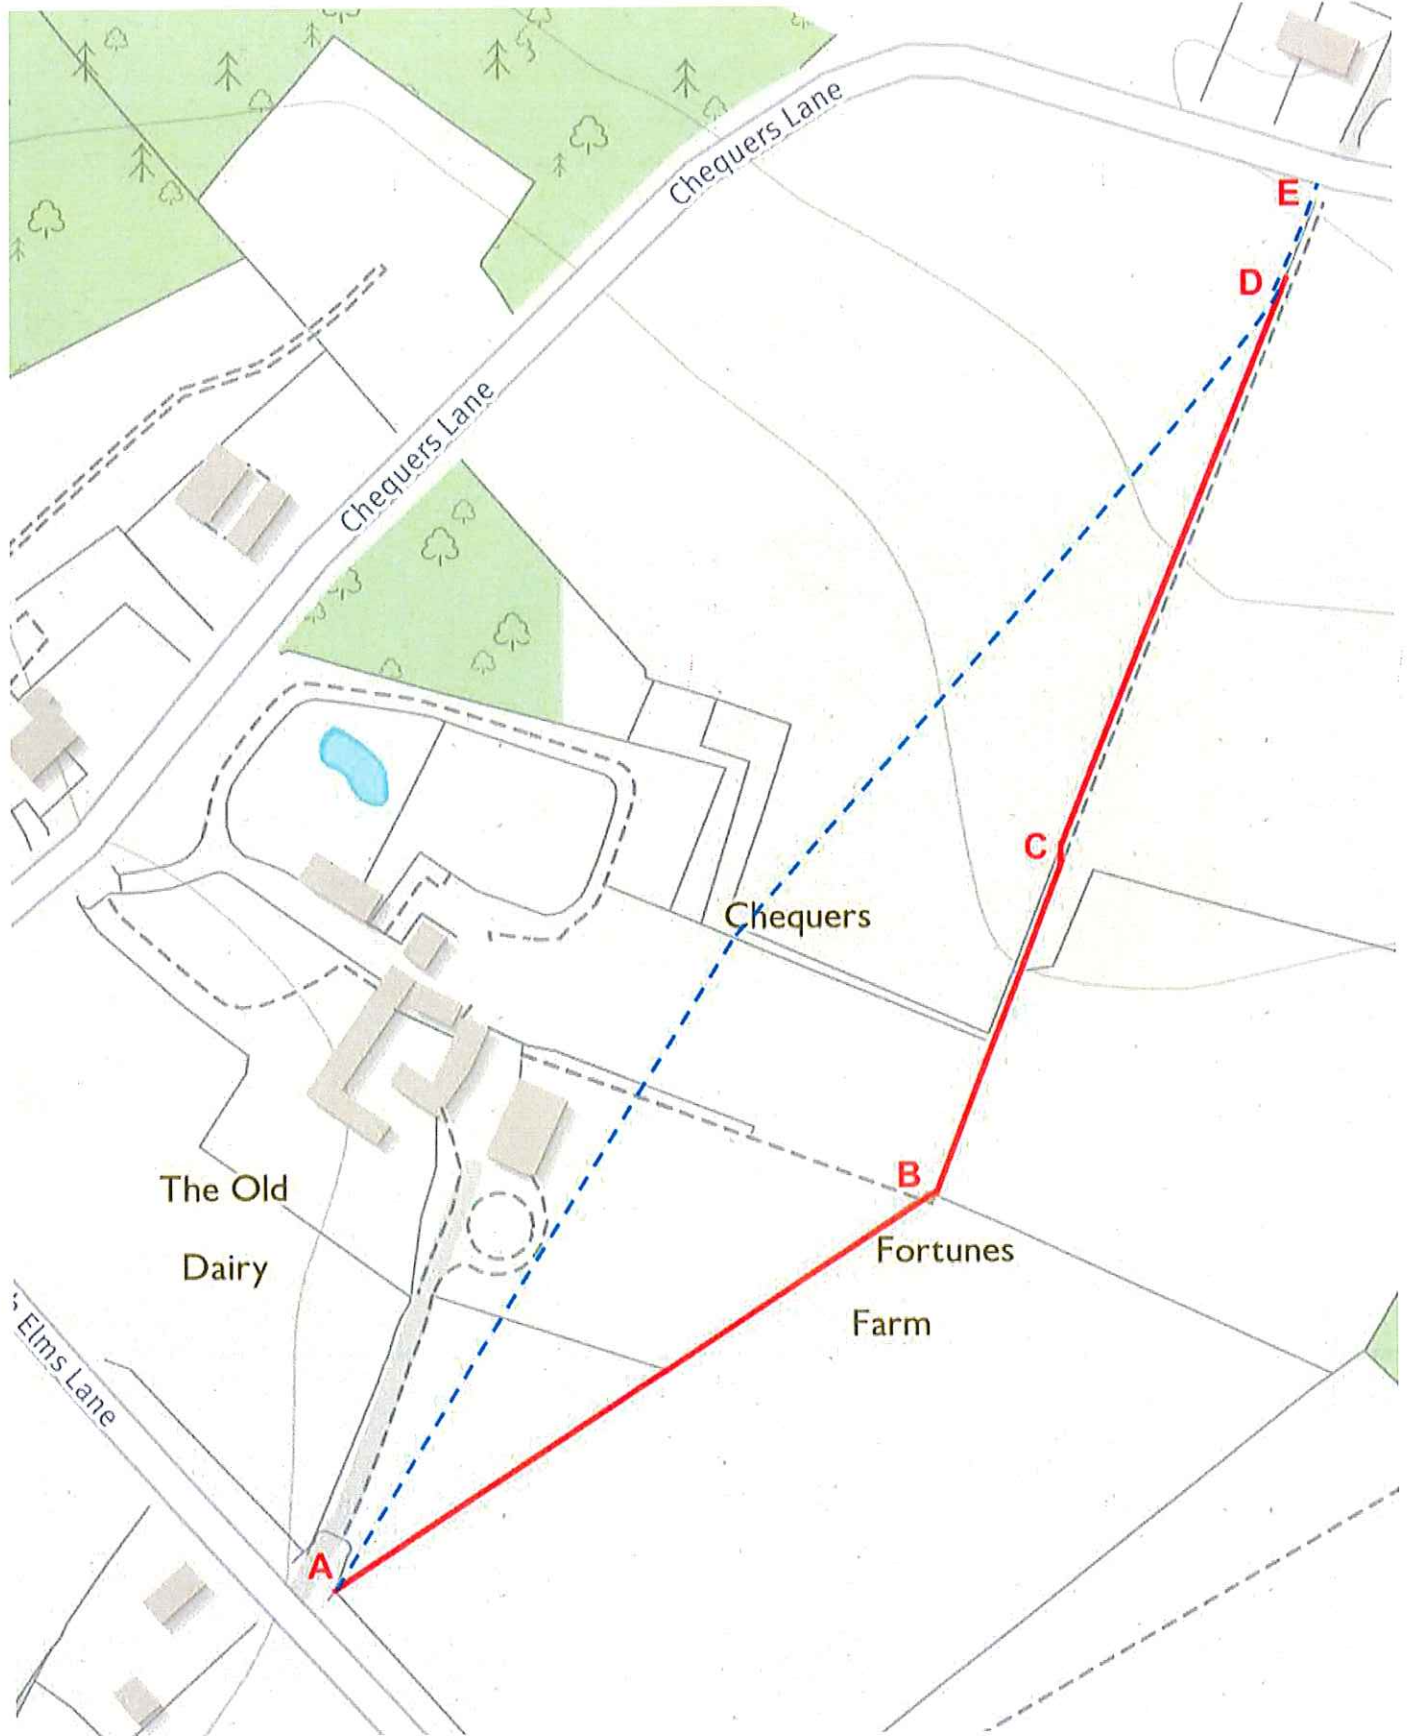 Chequers Lane
E
D
Chequers Lane
C
Chequers
B
The Old
Dairy
Fortunes
Farm
Elms Lane
A